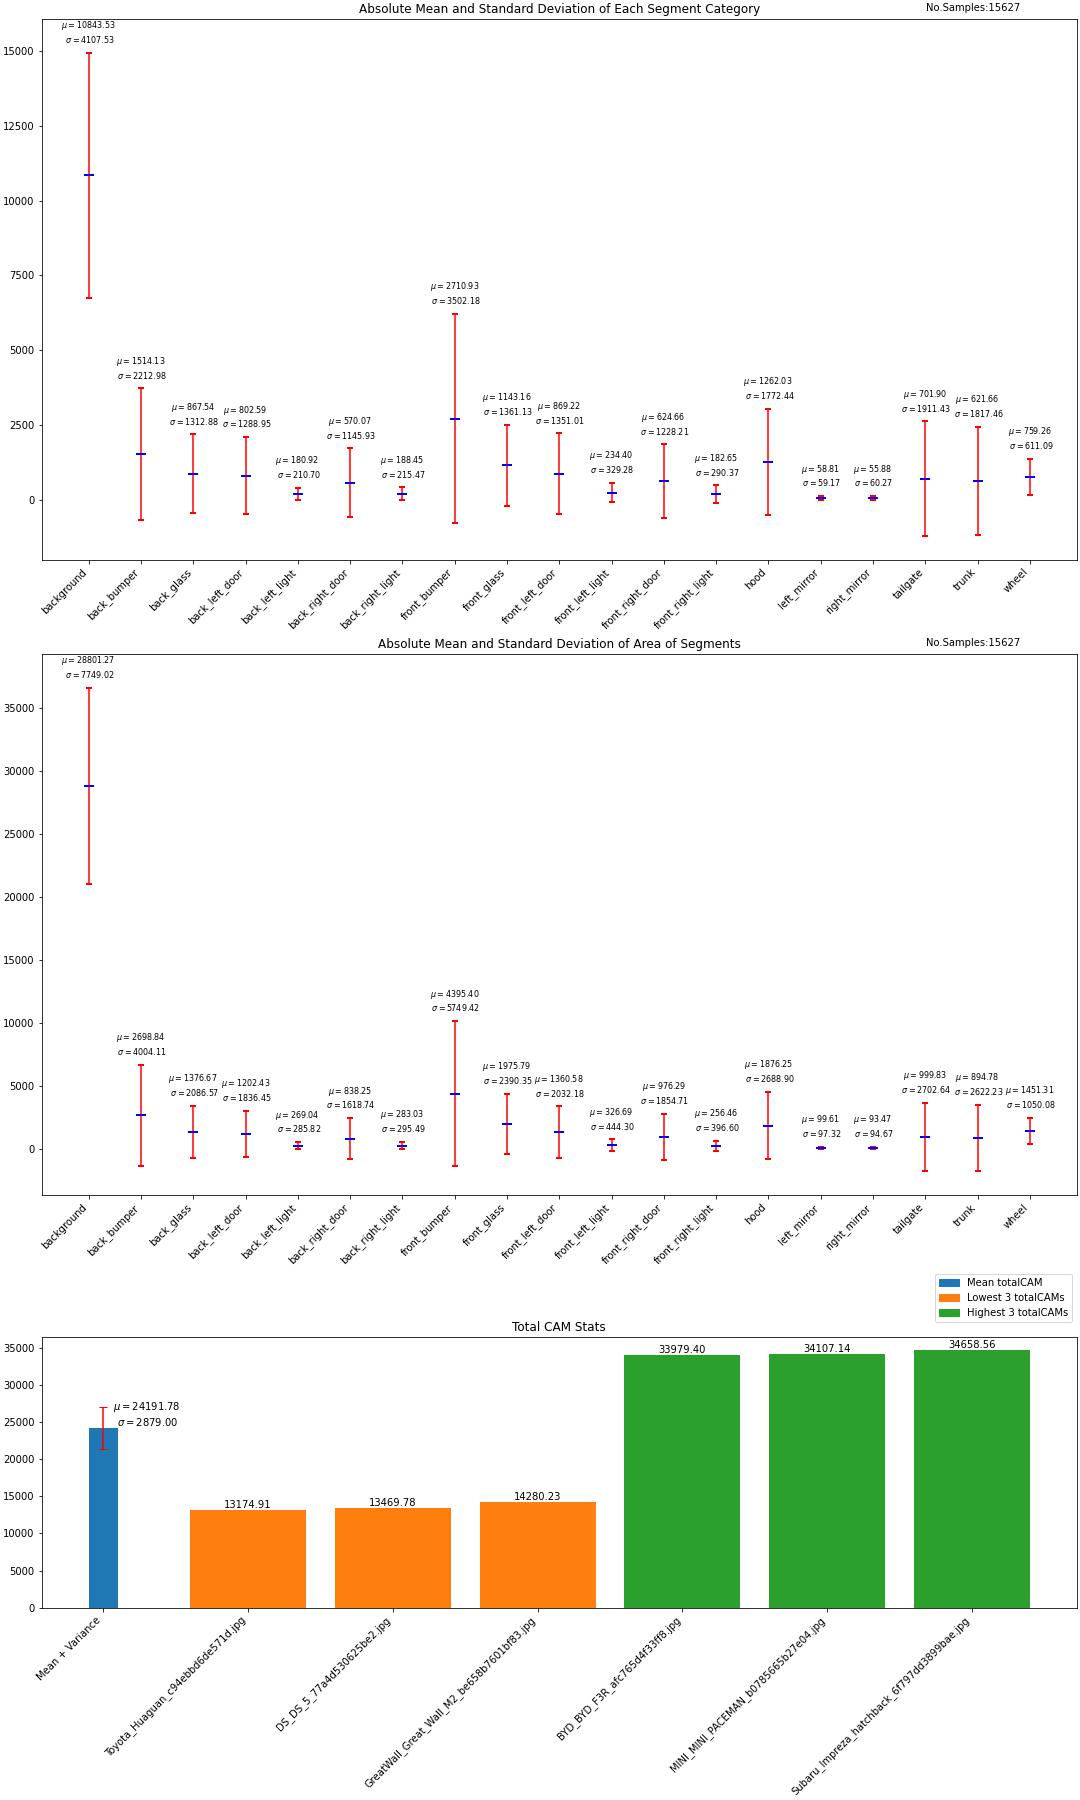 Absolute Mean and Standard Deviation of Each Segment Category
No.Samples:15627
μ = 10843.53
σ = 4107.53
μ = 1514.13
σ = 2212.98
μ = 867.54
σ = 1312.88
μ = 802.59
σ = 1288.95
μ = 180.92
σ = 210.70
μ = 570.07
σ = 1145.93
μ = 188.45
σ = 215.47
μ = 2710.93
σ = 3502.18
μ = 1143.16
σ = 1361.13
μ = 869.22
σ = 1351.01
μ = 234.40
σ = 329.28
μ = 624.66
σ = 1228.21
μ = 182.65
σ = 290.37
μ = 1262.03
σ = 1772.44
μ = 58.81
σ = 59.17
μ = 55.88
σ = 60.27
μ = 701.90
σ = 1911.43
μ = 621.66
σ = 1817.46
μ = 759.26
σ = 611.09
15000
12500
10000
7500
5000
2500
0
background
back_bumper
back_glass
back_left_door
back_left_light
back_right_door
back_right_light
front_bumper
front_glass
front_left_door
front_left_light
front_right_door
front_right_light
hood
left_mirror
right_mirror
tailgate
trunk
wheel
Absolute Mean and Standard Deviation of Area of Segments
No.Samples:15627
μ = 28801.27
σ = 7749.02
μ = 2698.84
σ = 4004.11
μ = 1376.67
σ = 2086.57
μ = 1202.43
σ = 1836.45
μ = 269.04
σ = 285.82
μ = 838.25
σ = 1618.74
μ = 283.03
σ = 295.49
μ = 4395.40
σ = 5749.42
μ = 1975.79
σ = 2390.35
μ = 1360.58
σ = 2032.18
μ = 326.69
σ = 444.30
μ = 976.29
σ = 1854.71
μ = 256.46
σ = 396.60
μ = 1876.25
σ = 2688.90
μ = 99.61
σ = 97.32
μ = 93.47
σ = 94.67
μ = 999.83
σ = 2702.64
μ = 894.78
σ = 2622.23
μ = 1451.31
σ = 1050.08
35000
30000
25000
20000
15000
10000
5000
0
background
back_bumper
back_glass
back_left_door
back_left_light
back_right_door
back_right_light
front_bumper
front_glass
front_left_door
front_left_light
front_right_door
front_right_light
hood
left_mirror
right_mirror
tailgate
trunk
wheel
Mean totalCAM
Lowest 3 totalCAMs
Highest 3 totalCAMs
Total CAM Stats
35000
30000
25000
20000
15000
10000
5000
0
μ = 24191.78
σ = 2879.00
13174.91
13469.78
14280.23
33979.40
34107.14
34658.56
Mean + Variance
Toyota_Huaguan_c94ebbd6de571d.jpg
DS_DS_5_77a4d530625be2.jpg
GreatWall_Great_Wall_M2_be658b7601bf83.jpg
BYD_BYD_F3R_afc765d4f33ff8.jpg
MINI_MINI_PACEMAN_b0785665b27e04.jpg
Subaru_Impreza_hatchback_6f797dd3899bae.jpg